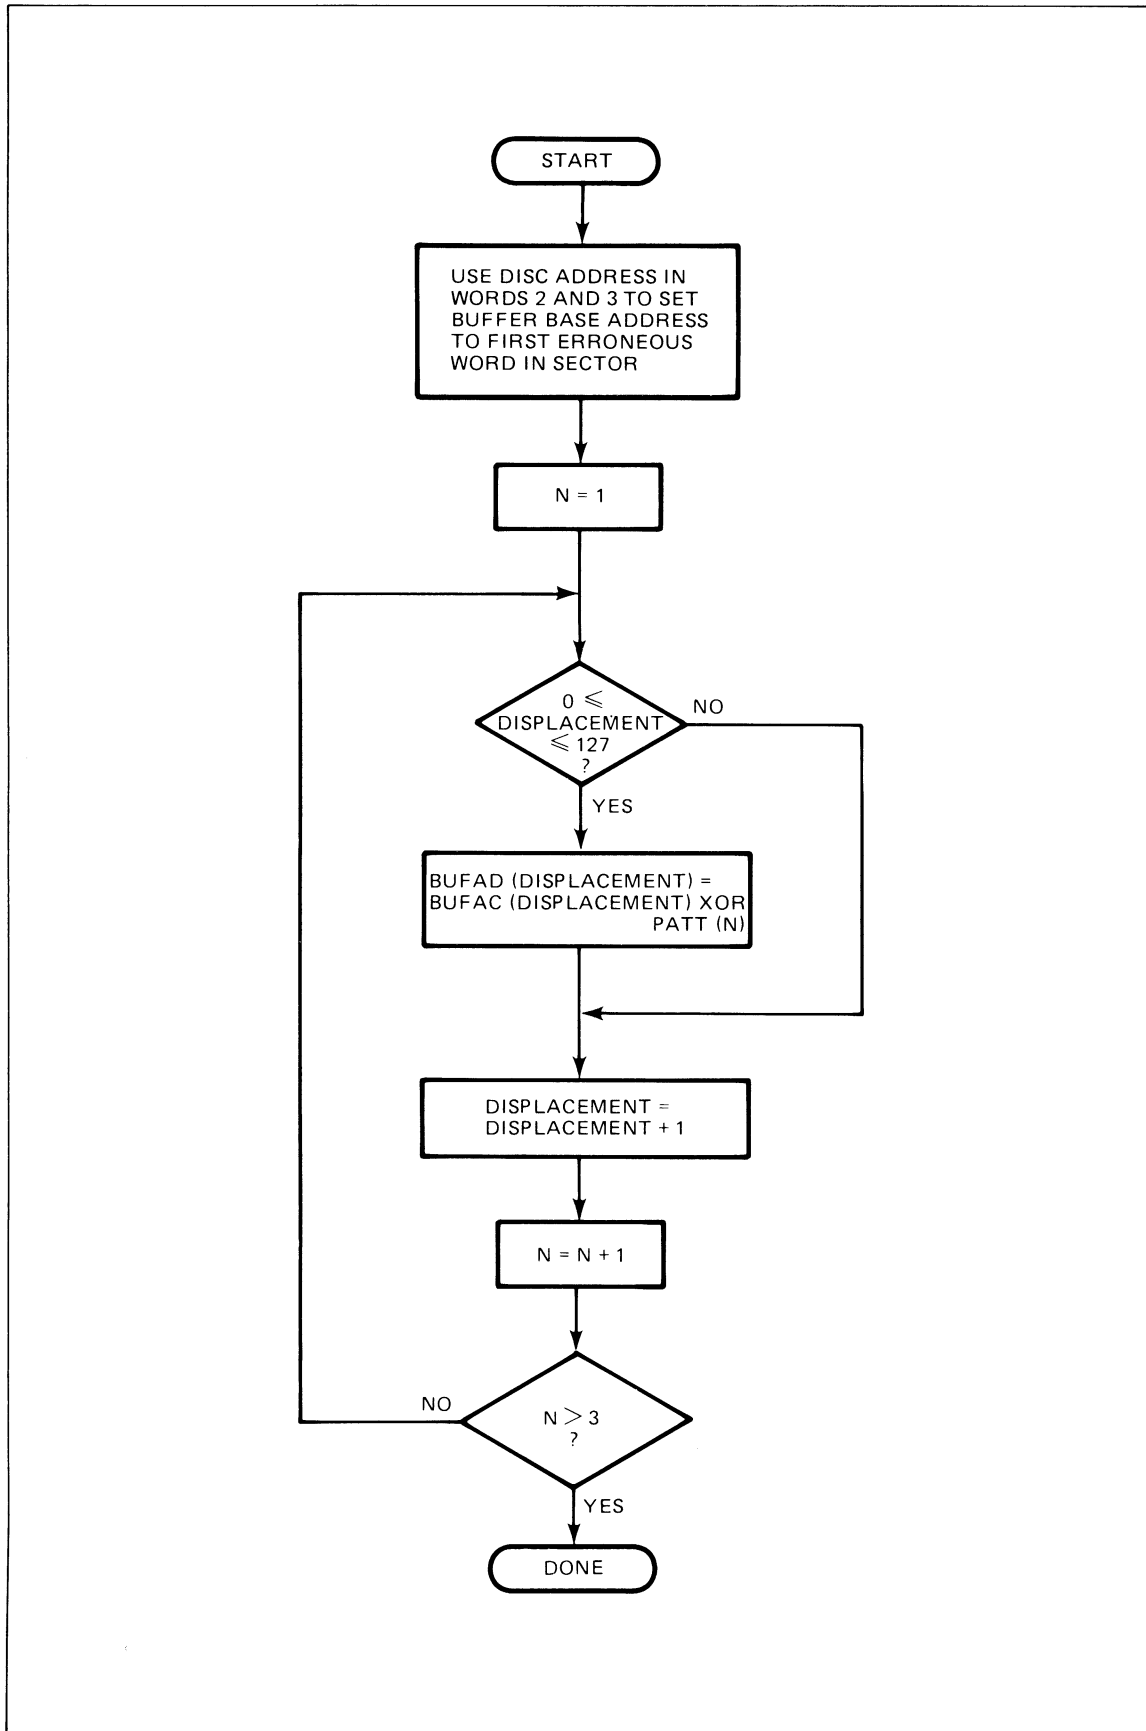 START
USE DISC ADDRESS IN
WORDS 2 AND 3 TO SET
BUFFER BASE ADDRESS
TO FIRST ERRONEOUS
WORD IN SECTOR
N = 1
0 ≤
DISPLACEMENT
≤ 127
?
NO
YES
BUFAD (DISPLACEMENT) =
BUFAC (DISPLACEMENT) XOR
PATT (N)
DISPLACEMENT =
DISPLACEMENT + 1
N = N + 1
NO
N > 3
?
YES
DONE